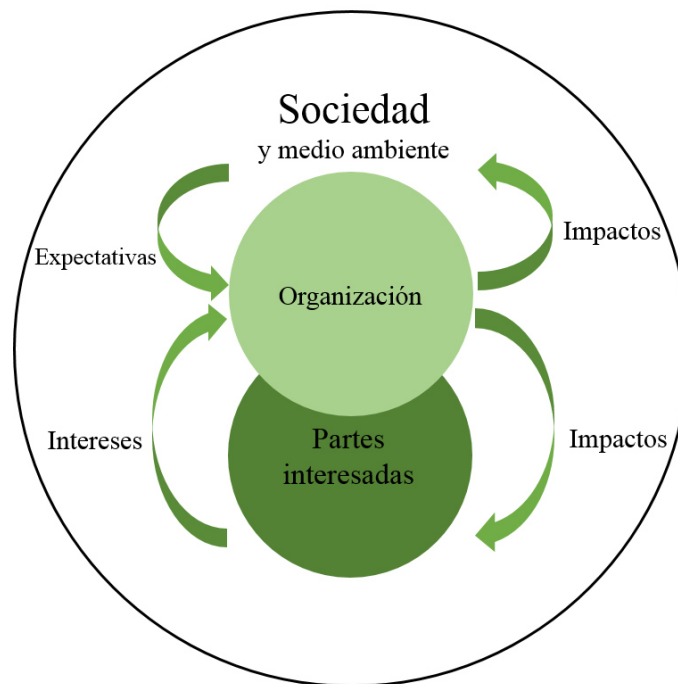 Sociedad
y medio ambiente
Expectativas
Impactos
Organización
Intereses
Partes
interesadas
Impactos